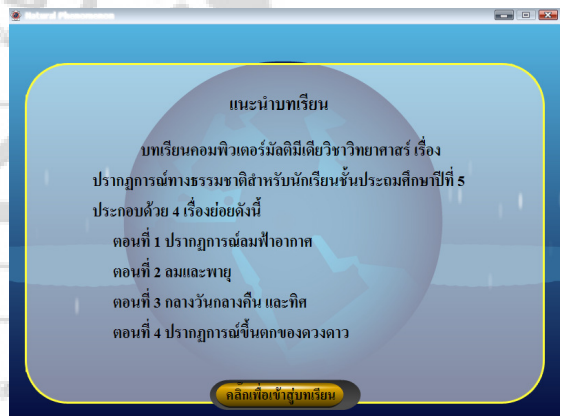 Natural Phenomenon
แนะนำบทเรียน
บทเรียนคอมพิวเตอร์มัลติมีเดียวิชาวิทยาศาสร์ เรื่อง
ปรากฏการณ์ทางธรรมชาติสำหรับนักเรียนชั้นประถมศึกษาปีที่ 5
ประกอบด้วย 4 เรื่องย่อยดังนี้
ตอนที่ 1 ปรากฏการณ์ลมฟ้าอากาศ
ตอนที่ 2 ลมและพายุ
ตอนที่ 3 กลางวันกลางคืน และทิศ
ตอนที่ 4 ปรากฏการณ์ขึ้นตกของดวงดาว
คลิ๊กเพื่อเข้าสู่บทเรียน